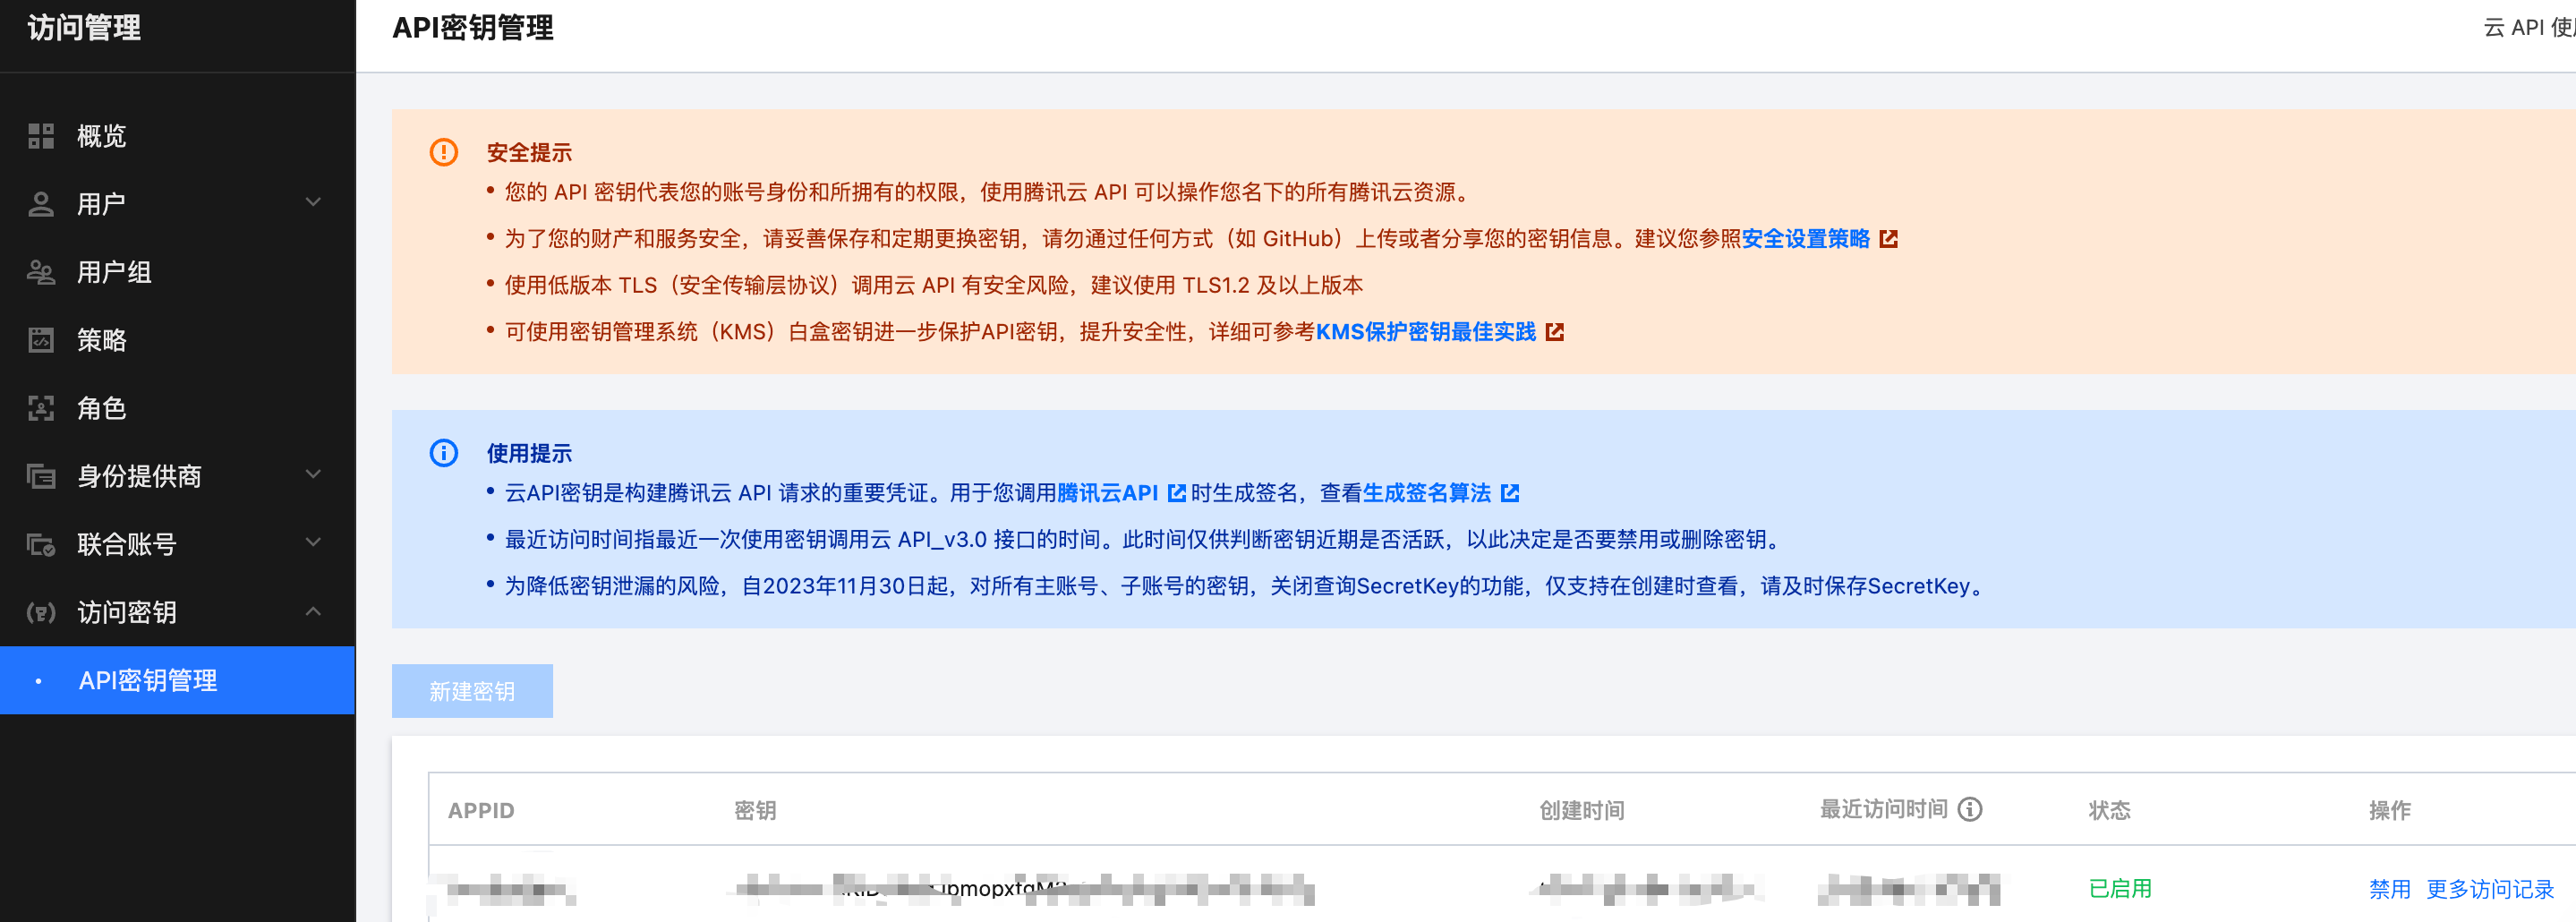 访问管理
概览
用户
用户组
策略
角色
身份提供商
联合账号
访问密钥
API密钥管理
API密钥管理
云 API 使
安全提示
您的 API 密钥代表您的账号身份和所拥有的权限，使用腾讯云 API 可以操作您名下的所有腾讯云资源。
为了您的财产和服务安全，请妥善保存和定期更换密钥，请勿通过任何方式（如 GitHub）上传或者分享您的密钥信息。建议您参照安全设置策略
使用低版本 TLS（安全传输层协议）调用云 API 有安全风险，建议使用 TLS1.2 及以上版本
可使用密钥管理系统（KMS）白盒密钥进一步保护API密钥，提升安全性，详细可参考KMS保护密钥最佳实践
使用提示
云API密钥是构建腾讯云 API 请求的重要凭证。用于您调用腾讯云API 时生成签名，查看生成签名算法
最近访问时间指最近一次使用密钥调用云 API_v3.0 接口的时间。此时间仅供判断密钥近期是否活跃，以此决定是否要禁用或删除密钥。
为降低密钥泄漏的风险，自2023年11月30日起，对所有主账号、子账号的密钥，关闭查询SecretKey的功能，仅支持在创建时查看，请及时保存SecretKey。
新建密钥
APPID 密钥 创建时间 最近访问时间 状态 操作
已启用 禁用 更多访问记录